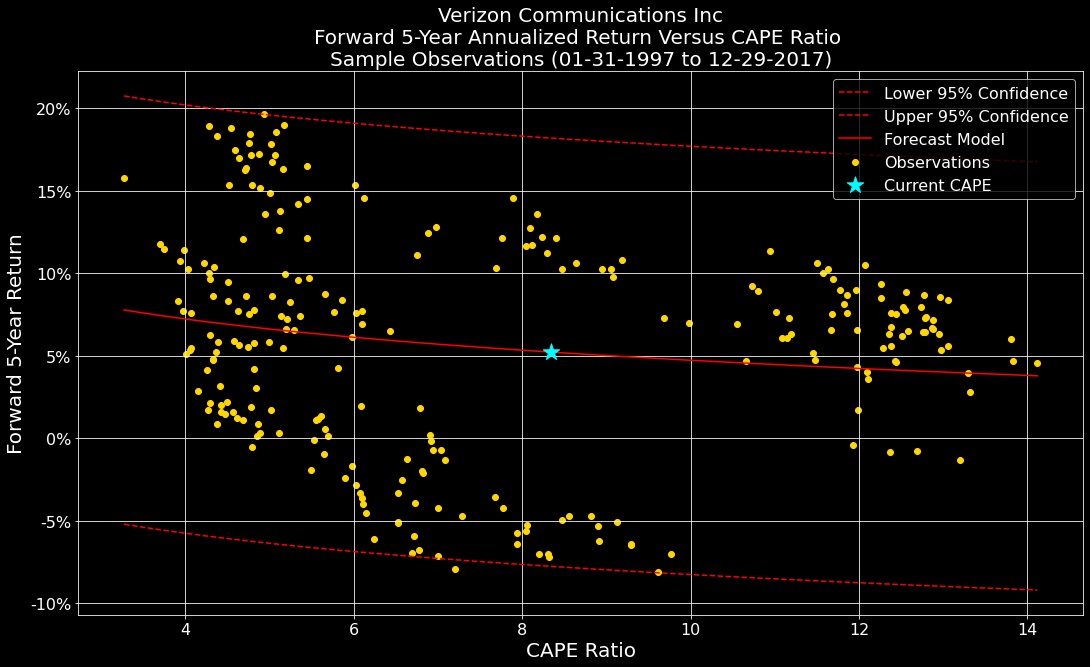 Verizon Communications Inc
Forward 5-Year Annualized Return Versus CAPE Ratio
Sample Observations (01-31-1997 to 12-29-2017)
Lower 95% Confidence
Upper 95% Confidence
Forecast Model
Observations
Current CAPE
Forward 5-Year Return
20%
15%
10%
5%
0%
-5%
-10%
4 6 8 10 12 14
CAPE Ratio